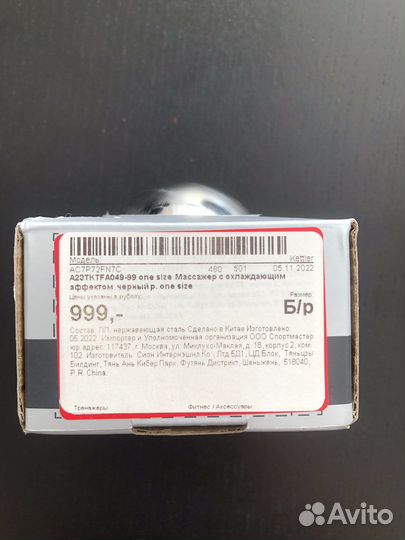 Модель Kettler
AC7P72FN7C 480 501 05.11.2022
A23TKTFA049-99 one size Массажер с охлаждающим
эффектом черный р. one size
Цены указаны в рублях Размер:
999,- Б/р
Состав: ПП, нержавеющая сталь Сделано в Китае Изготовлено:
05.2022. Импортер и Уполномоченная организация ООО Спортмастер
юр.адрес: 117437, г. Москва, ул. Миклухо-Маклая, д. 18, корпус 2, ком.
102. Изготовитель: Сион Интернэшнл Ко., Лтд 5Д1, ЦД Блок, Тяньцзы
Билдинг, Тянь Ань Кибер Парк, Футянь Дистрикт, Шеньжень, 518040,
P.R.China.
Тренажеры Фитнес / Аксессуары
Avito